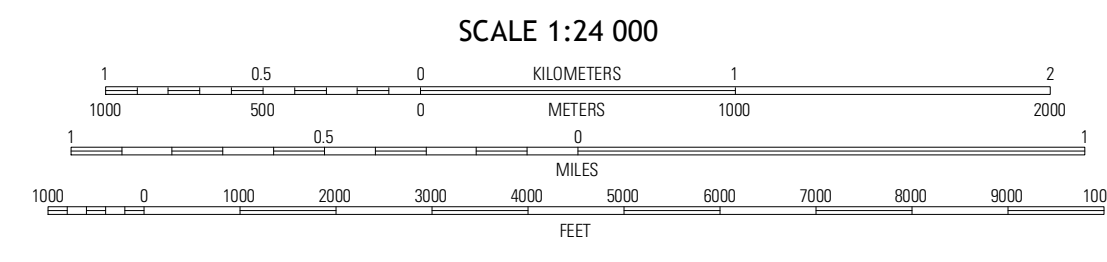 SCALE 1:24 000
1 0.5 0 KILOMETERS 1 2
1000 500 0 METERS 1000 2000
1 0.5 0 1
MILES
1000 0 1000 2000 3000 4000 5000 6000 7000 8000 9000 100
FEET